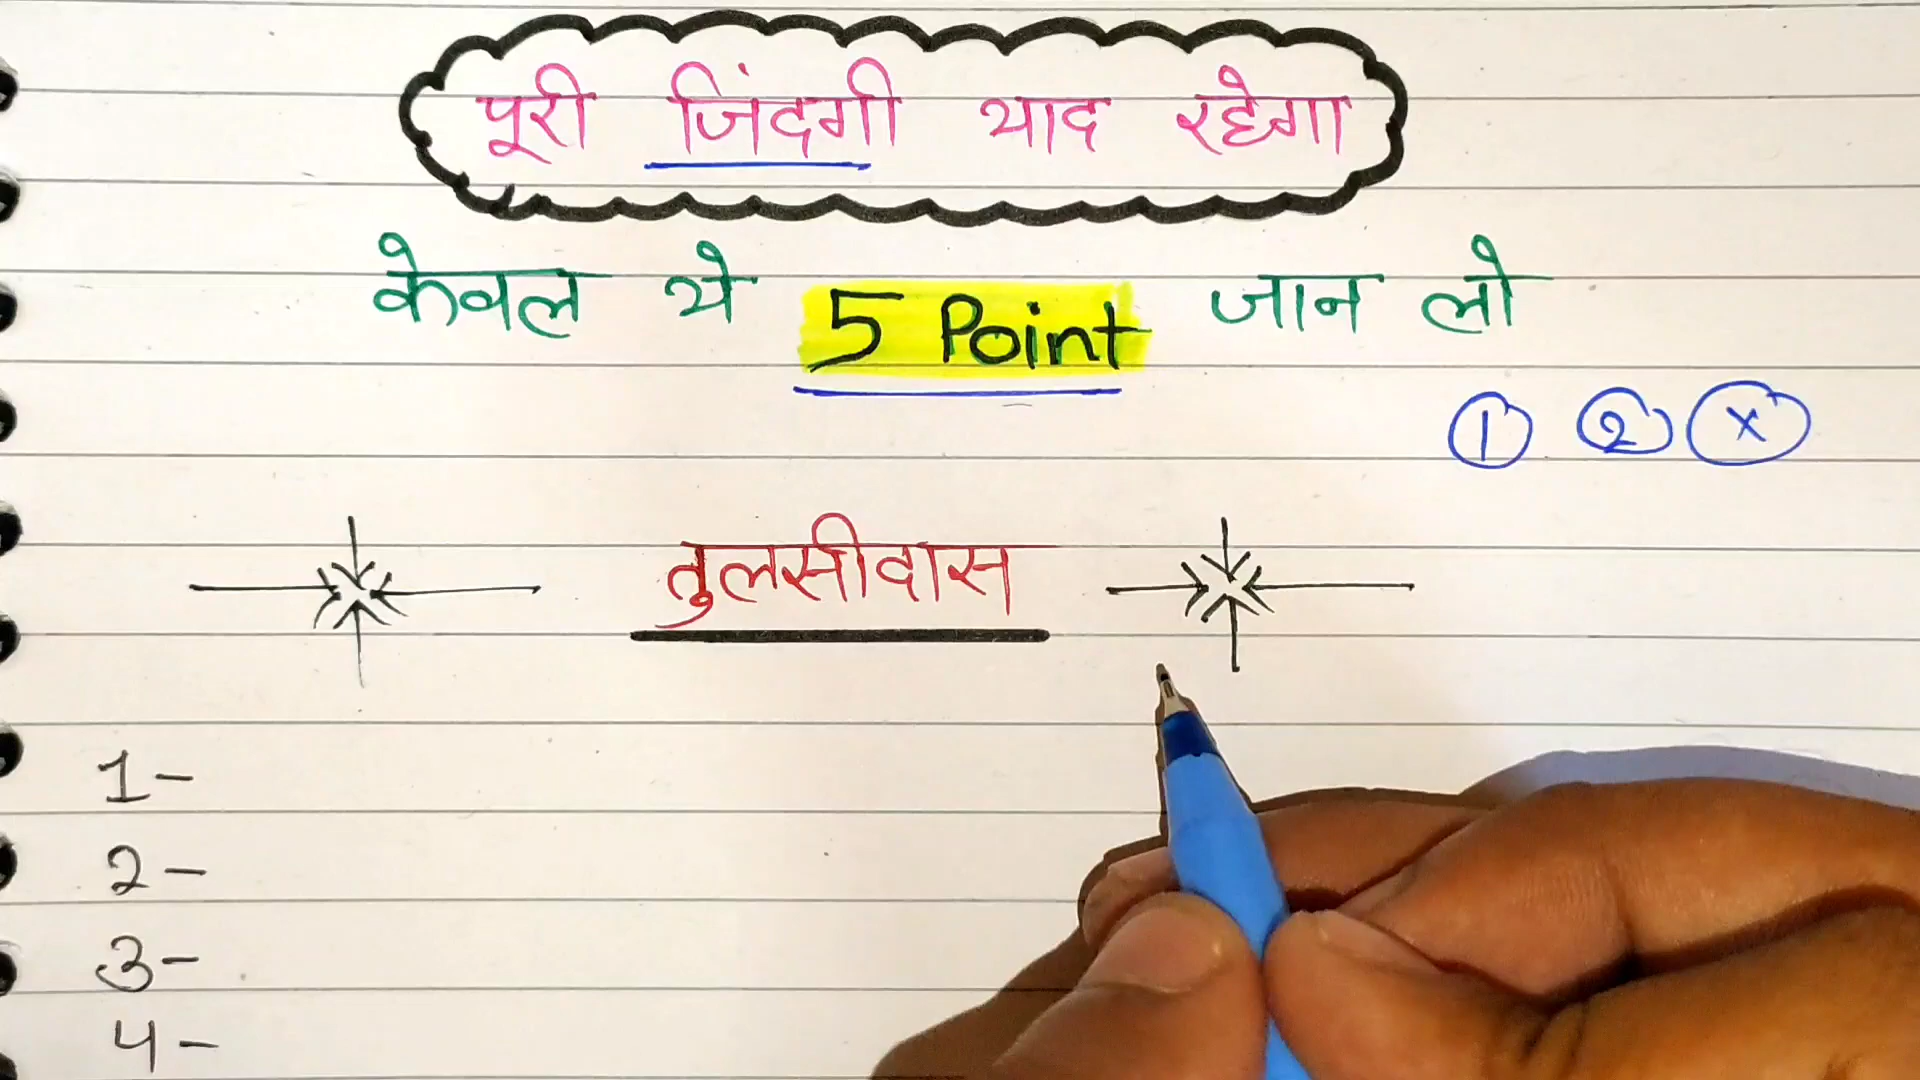 पूरी जिंदगी याद रहेगा
केवल ये 5 Point जान लो
1 2 x
तुलसीदास
1-
2-
3-
4-